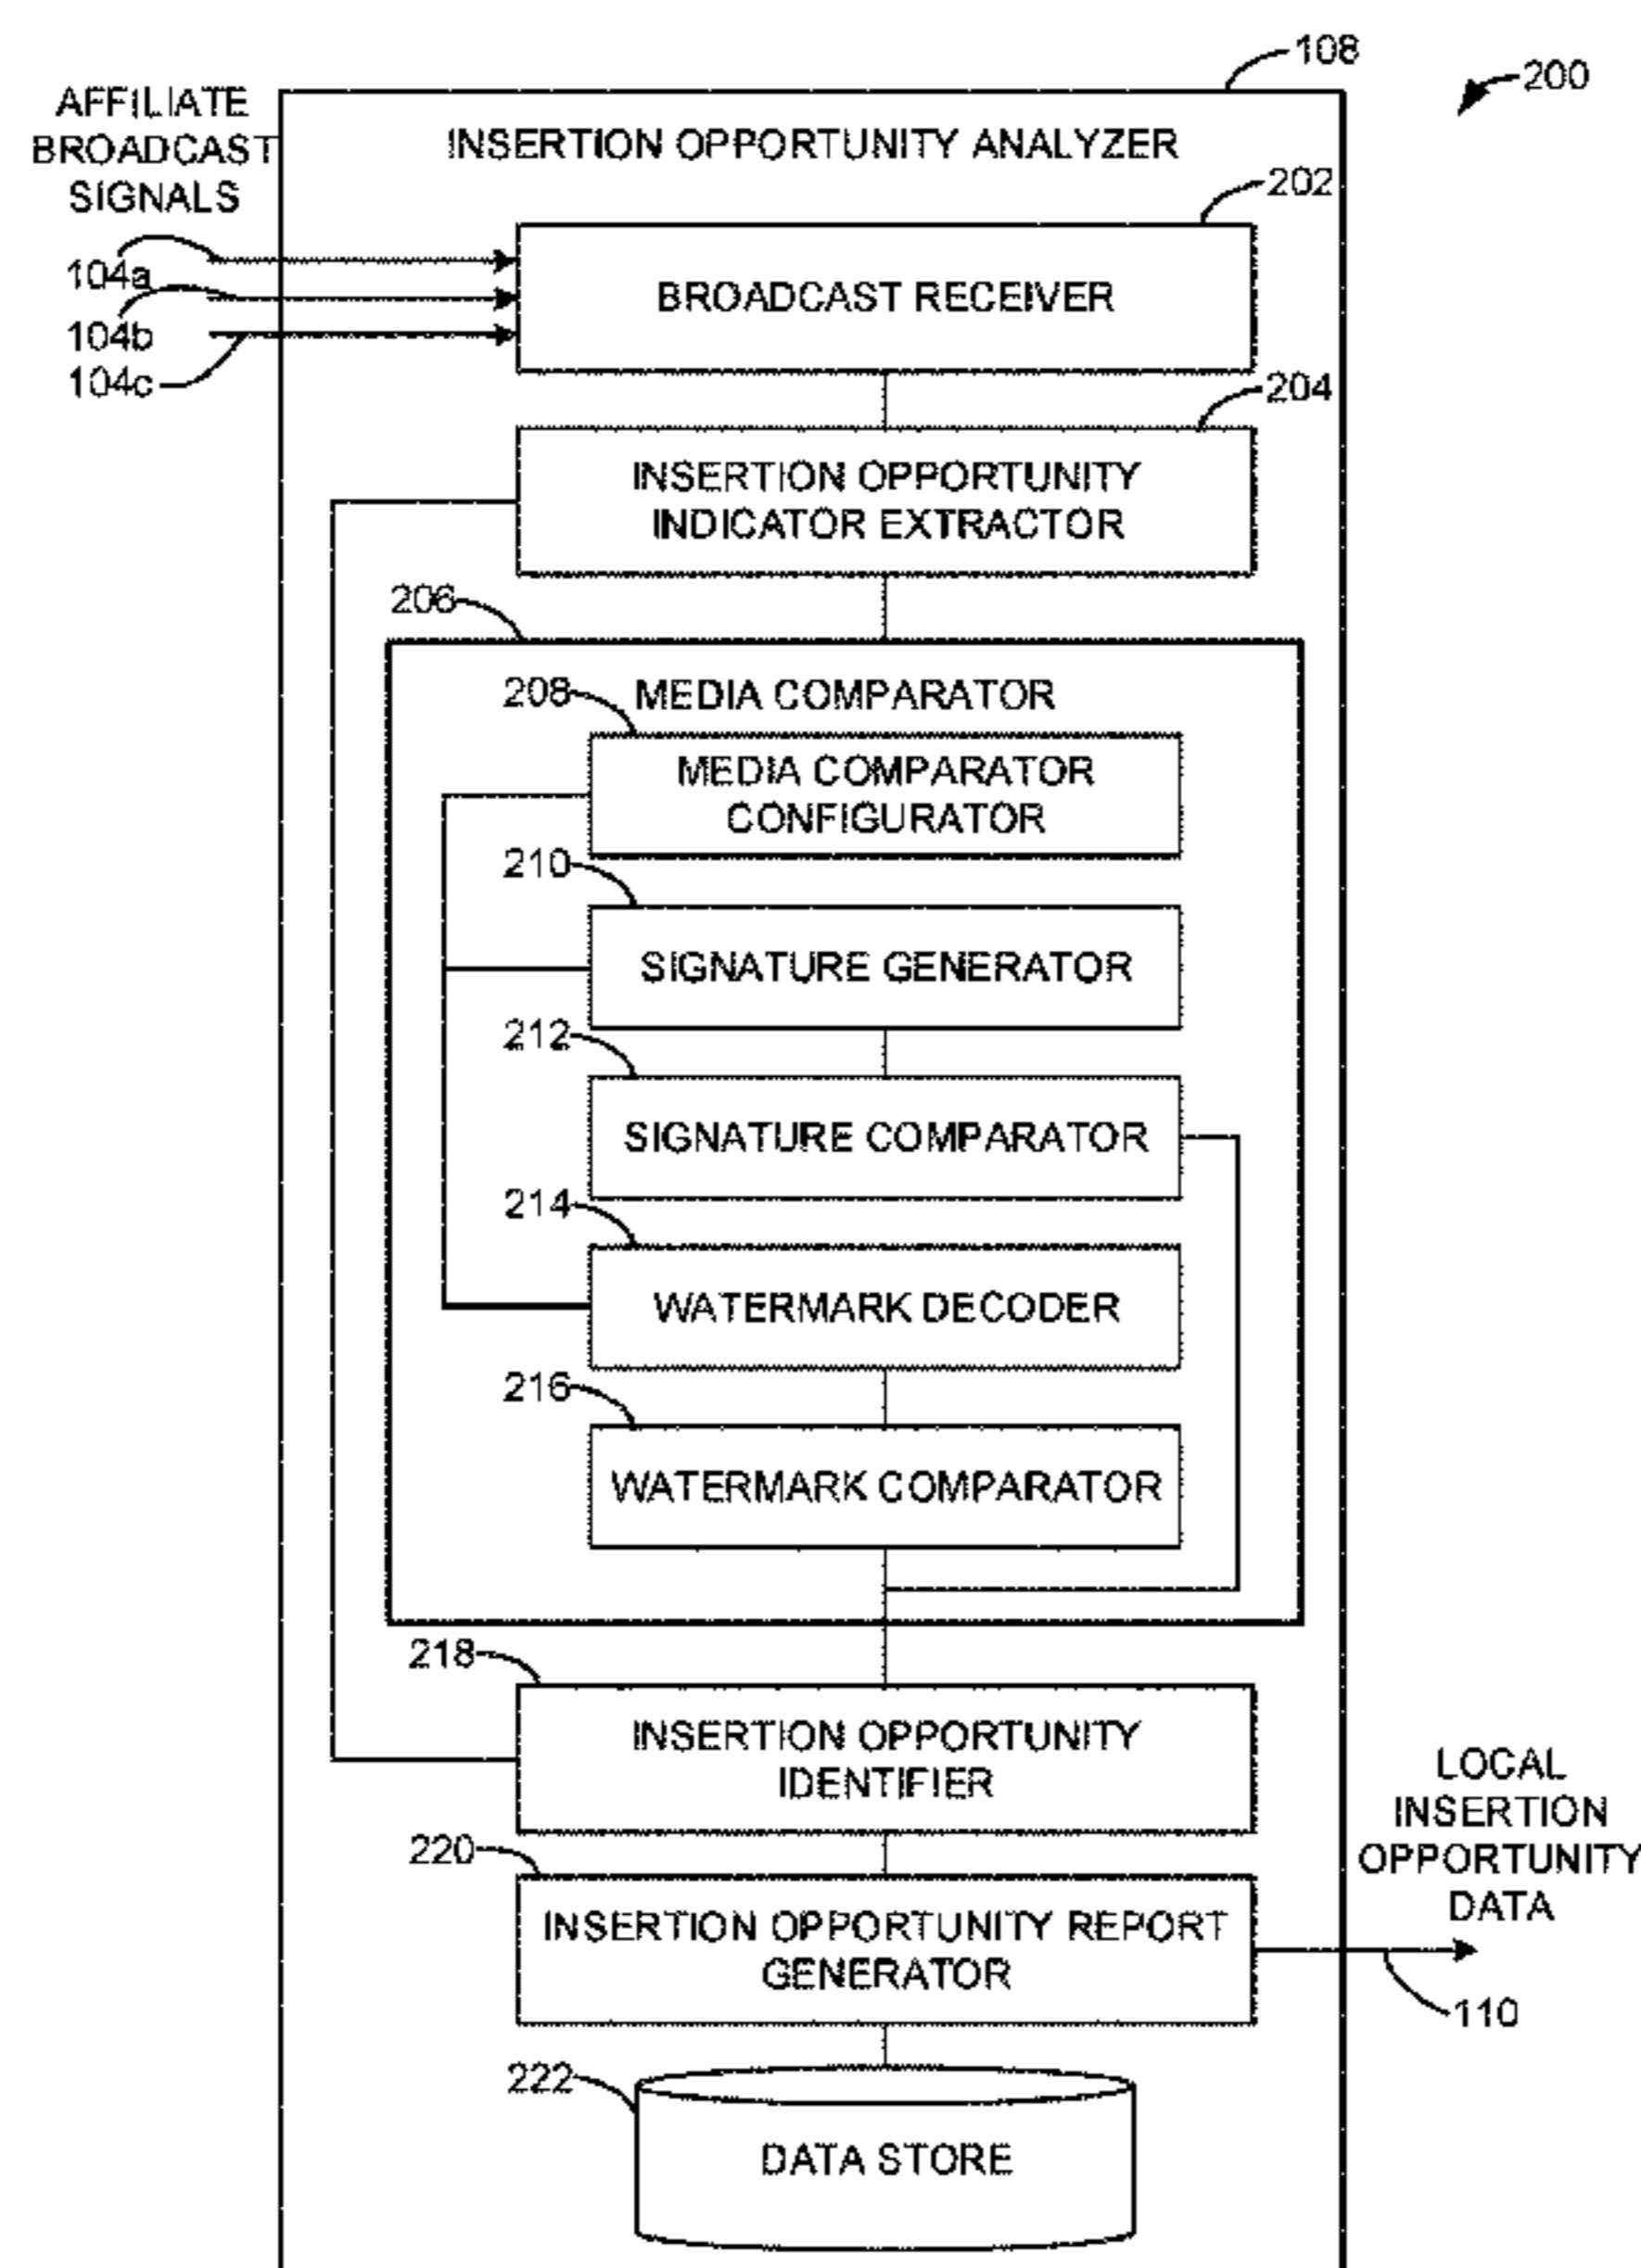 108
200
AFFILIATE
BROADCAST
SIGNALS
INSERTION OPPORTUNITY ANALYZER
202
104a
BROADCAST RECEIVER
104b
104c
204
INSERTION OPPORTUNITY
INDICATOR EXTRACTOR
206
MEDIA COMPARATOR
208
MEDIA COMPARATOR
CONFIGURATOR
210
SIGNATURE GENERATOR
212
SIGNATURE COMPARATOR
214
WATERMARK DECODER
216
WATERMARK COMPARATOR
218
INSERTION OPPORTUNITY
IDENTIFIER
LOCAL
INSERTION
OPPORTUNITY
DATA
220
INSERTION OPPORTUNITY REPORT
GENERATOR
110
222
DATA STORE